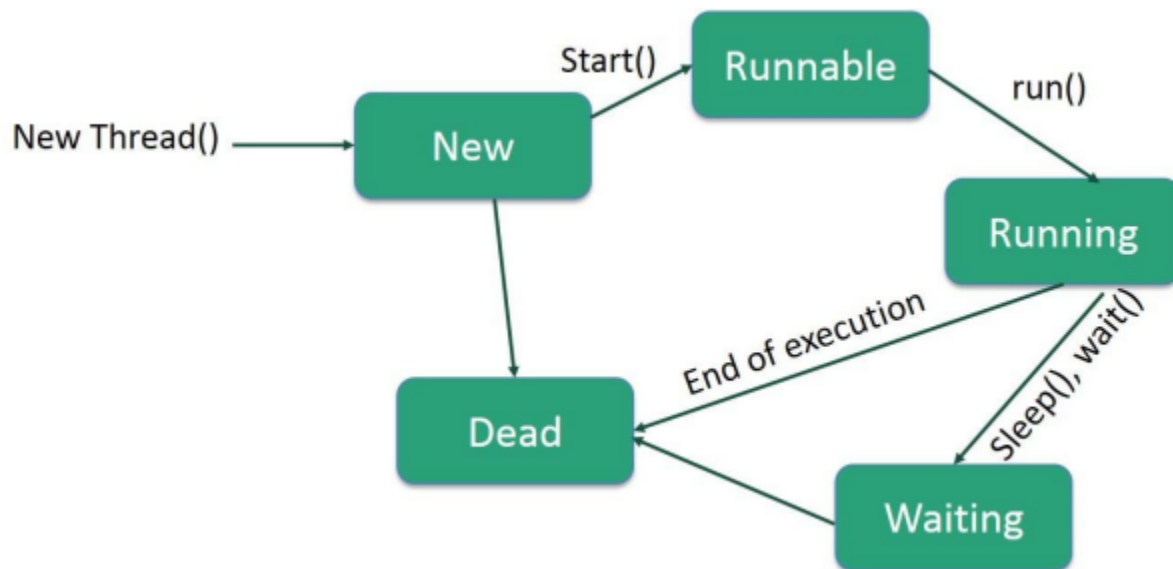 Start()
Runnable
run()
New Thread()
New
Running
End of execution
Sleep(), wait()
Dead
Waiting